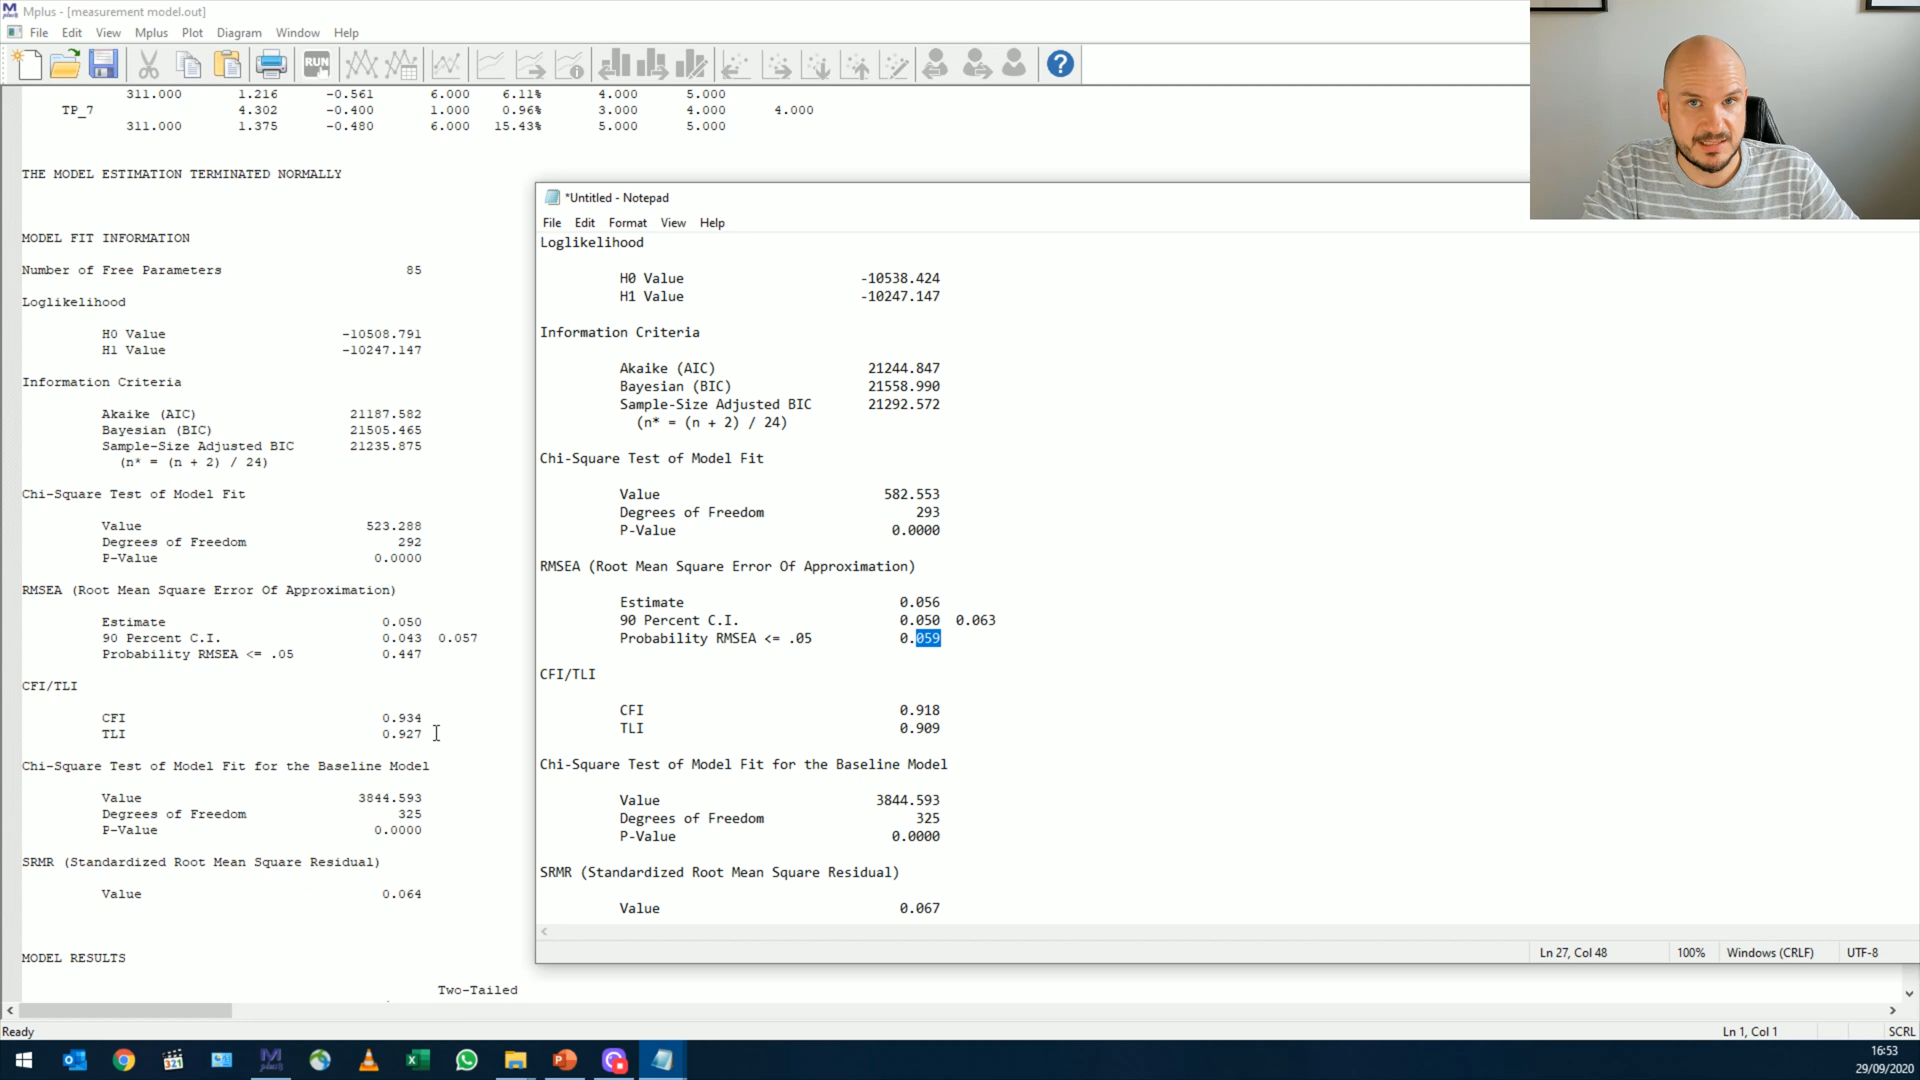 Mplus - [measurement model.out]
File Edit View Mplus Plot Diagram Window Help
RUN
311.000 1.216 -0.561 6.000 6.11% 4.000 5.000
TP_7 4.302 -0.400 1.000 0.96% 3.000 4.000 4.000
311.000 1.375 -0.480 6.000 15.43% 5.000 5.000
THE MODEL ESTIMATION TERMINATED NORMALLY
MODEL FIT INFORMATION
Number of Free Parameters 85
Loglikelihood
H0 Value -10508.791
H1 Value -10247.147
Information Criteria
Akaike (AIC) 21187.582
Bayesian (BIC) 21505.465
Sample-Size Adjusted BIC 21235.875
(n* = (n + 2) / 24)
Chi-Square Test of Model Fit
Value 523.288
Degrees of Freedom 292
P-Value 0.0000
RMSEA (Root Mean Square Error Of Approximation)
Estimate 0.050
90 Percent C.I. 0.043 0.057
Probability RMSEA <= .05 0.447
CFI/TLI
CFI 0.934
TLI 0.927
Chi-Square Test of Model Fit for the Baseline Model
Value 3844.593
Degrees of Freedom 325
P-Value 0.0000
SRMR (Standardized Root Mean Square Residual)
Value 0.064
MODEL RESULTS
Two-Tailed
*Untitled - Notepad
File Edit Format View Help
Loglikelihood
H0 Value -10538.424
H1 Value -10247.147
Information Criteria
Akaike (AIC) 21244.847
Bayesian (BIC) 21558.990
Sample-Size Adjusted BIC 21292.572
(n* = (n + 2) / 24)
Chi-Square Test of Model Fit
Value 582.553
Degrees of Freedom 293
P-Value 0.0000
RMSEA (Root Mean Square Error Of Approximation)
Estimate 0.056
90 Percent C.I. 0.050 0.063
Probability RMSEA <= .05 0.059
CFI/TLI
CFI 0.918
TLI 0.909
Chi-Square Test of Model Fit for the Baseline Model
Value 3844.593
Degrees of Freedom 325
P-Value 0.0000
SRMR (Standardized Root Mean Square Residual)
Value 0.067
Ln 27, Col 48 100% Windows (CRLF) UTF-8
Ready Ln 1, Col 1 SCRL
321
16:53
29/09/2020